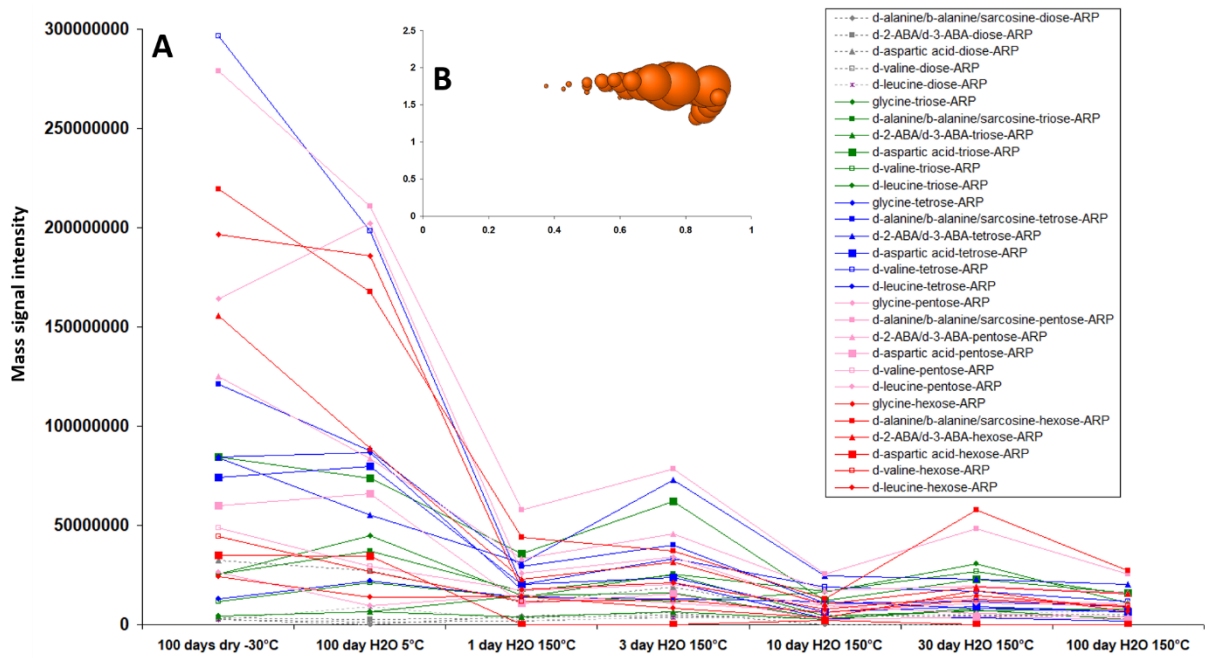 A
B
Mass signal intensity
300000000
250000000
200000000
150000000
100000000
50000000
0
2.5
2
1.5
1
0.5
0
0 0.2 0.4 0.6 0.8 1
d-alanine/b-alanine/sarcosine-diose-ARP
d-2-ABA/d-3-ABA-diose-ARP
d-aspartic acid-diose-ARP
d-valine-diose-ARP
d-leucine-diose-ARP
glycine-triose-ARP
d-alanine/b-alanine/sarcosine-triose-ARP
d-2-ABA/d-3-ABA-triose-ARP
d-aspartic acid-triose-ARP
d-valine-triose-ARP
d-leucine-triose-ARP
glycine-tetrose-ARP
d-alanine/b-alanine/sarcosine-tetrose-ARP
d-2-ABA/d-3-ABA-tetrose-ARP
d-aspartic acid-tetrose-ARP
d-valine-tetrose-ARP
d-leucine-tetrose-ARP
glycine-pentose-ARP
d-alanine/b-alanine/sarcosine-pentose-ARP
d-2-ABA/d-3-ABA-pentose-ARP
d-aspartic acid-pentose-ARP
d-valine-pentose-ARP
d-leucine-pentose-ARP
glycine-hexose-ARP
d-alanine/b-alanine/sarcosine-hexose-ARP
d-2-ABA/d-3-ABA-hexose-ARP
d-aspartic acid-hexose-ARP
d-valine-hexose-ARP
d-leucine-hexose-ARP
100 days dry -30°C 100 day H2O 5°C 1 day H2O 150°C 3 day H2O 150°C 10 day H2O 150°C 30 day H2O 150°C 100 day H2O 150°C